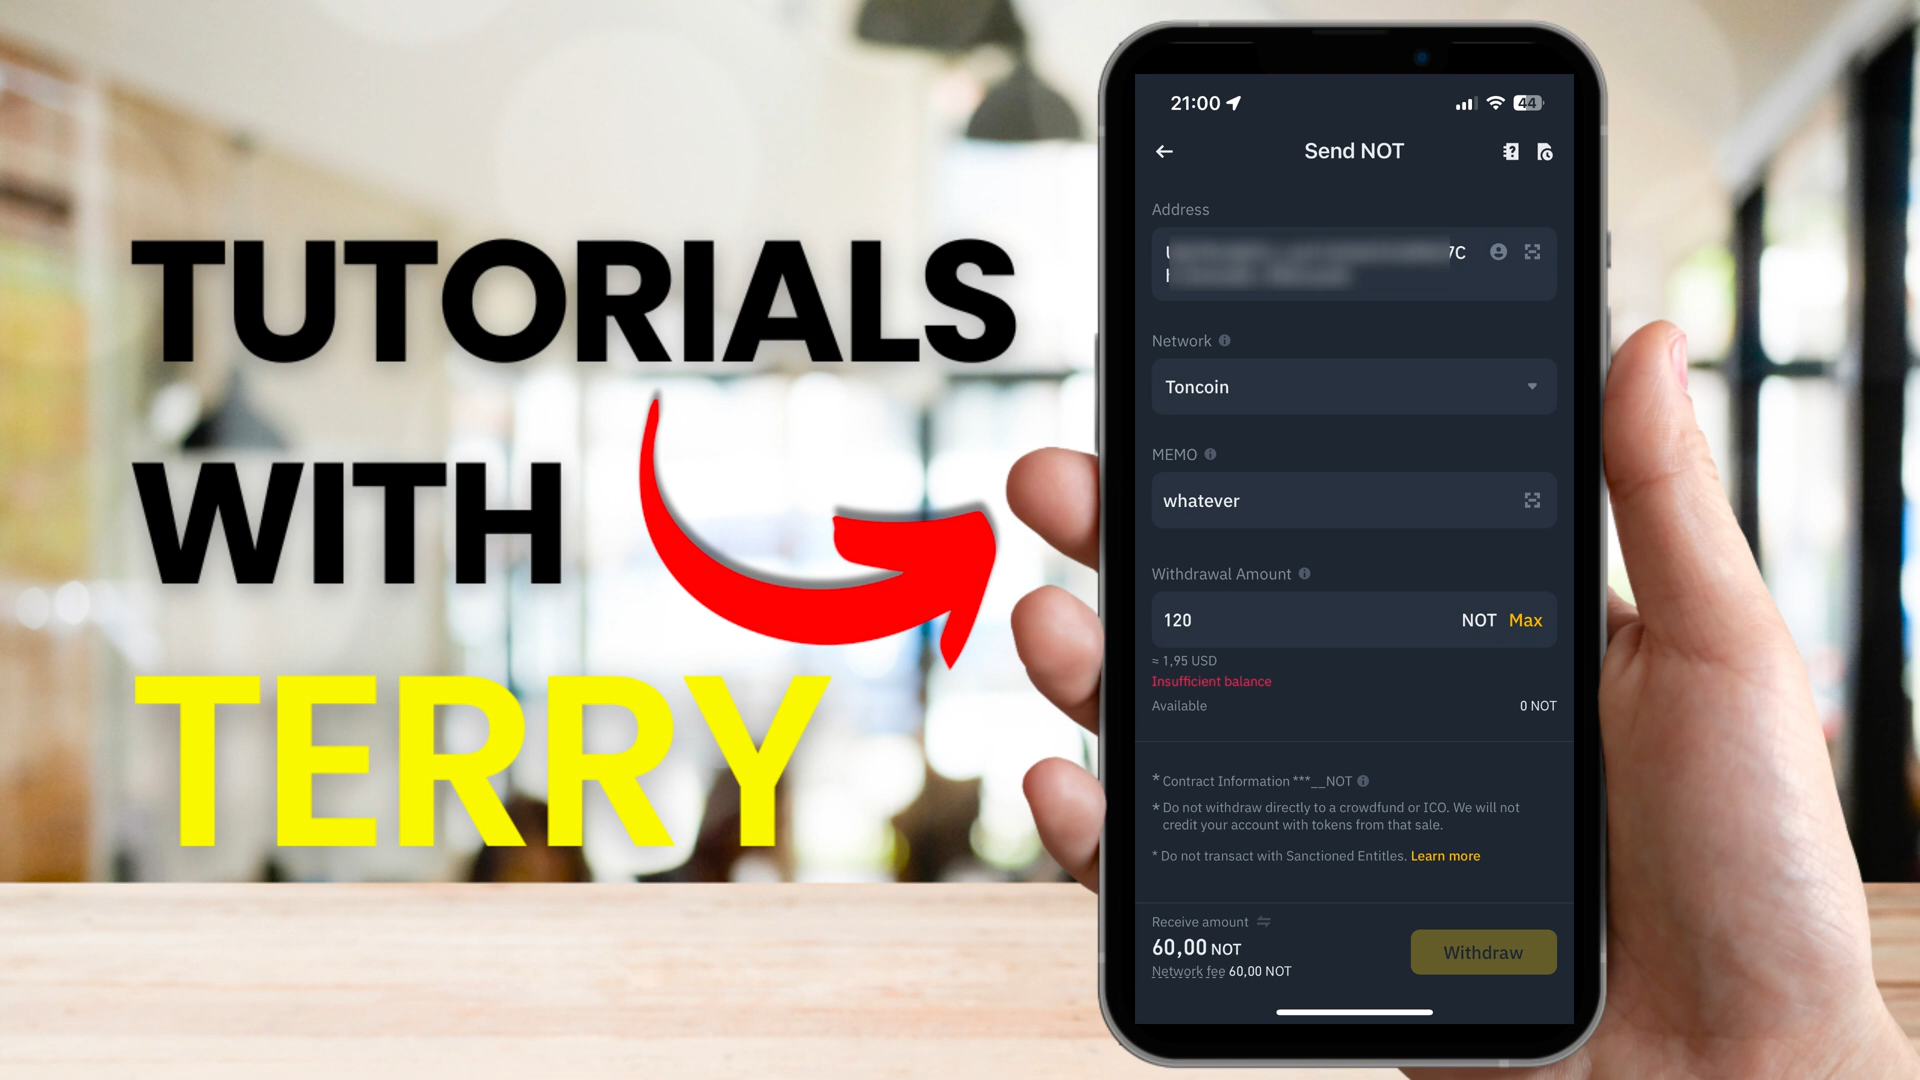 TUTORIALS
WITH
TERRY
21:00
44
Send NOT
Address
7C
Network
Toncoin
MEMO
whatever
Withdrawal Amount
120 NOT Max
≈ 1,95 USD
Insufficient balance
Available 0 NOT
* Contract Information ***__NOT
* Do not withdraw directly to a crowdfund or ICO. We will not
credit your account with tokens from that sale.
* Do not transact with Sanctioned Entitles. Learn more
Receive amount
60,00 NOT
Network fee 60,00 NOT
Withdraw